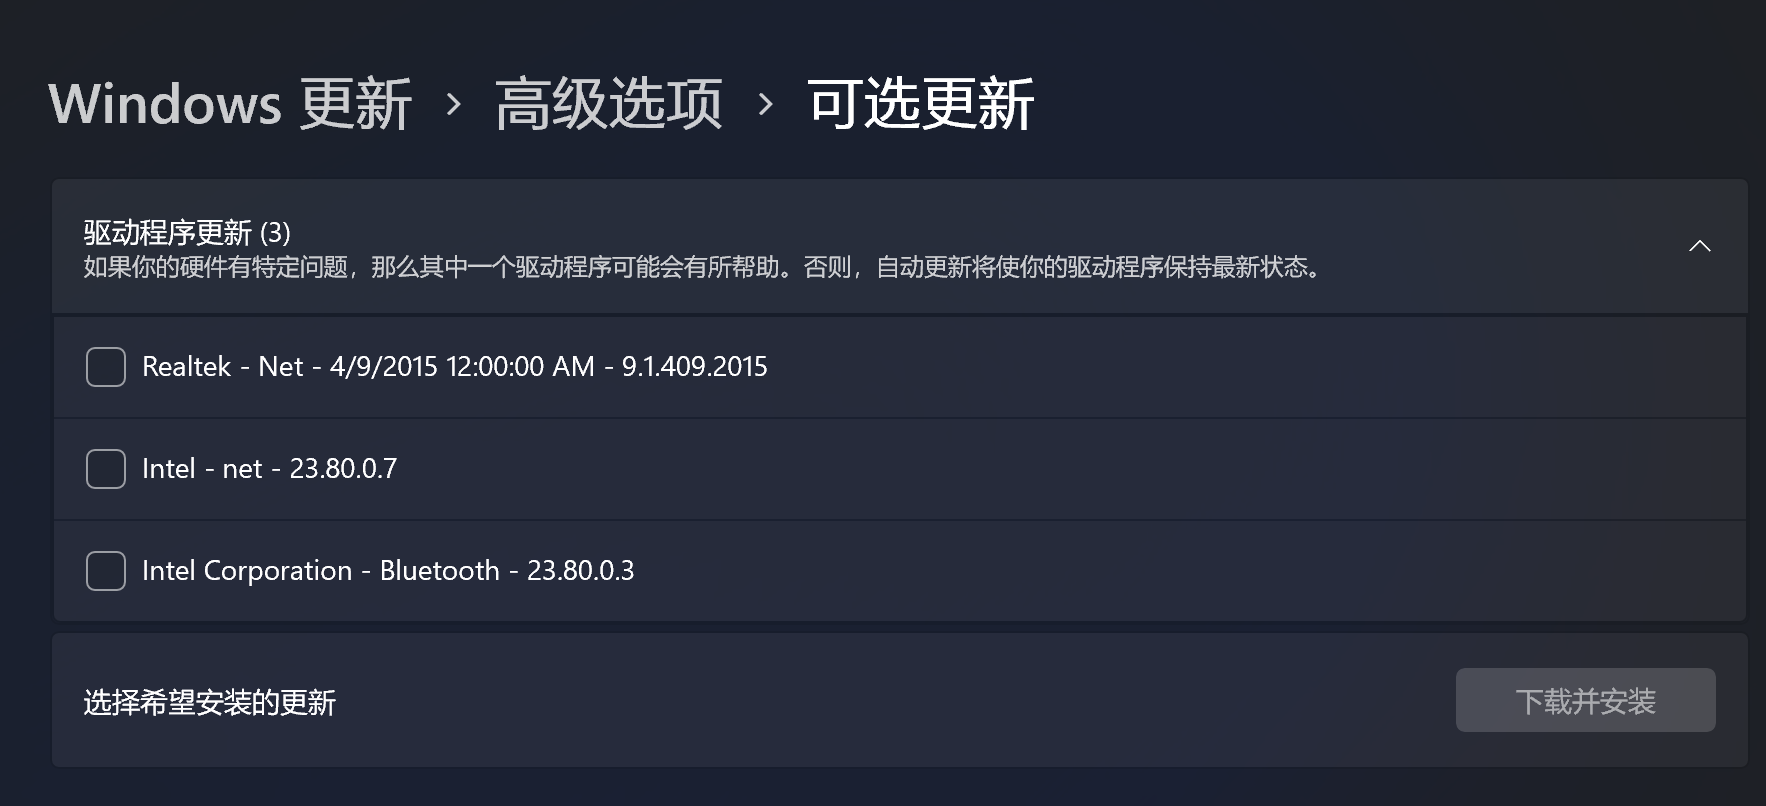 Windows 更新 › 高级选项 › 可选更新
驱动程序更新 (3)
如果你的硬件有特定问题，那么其中一个驱动程序可能会有所帮助。否则，自动更新将使你的驱动程序保持最新状态。
Realtek - Net - 4/9/2015 12:00:00 AM - 9.1.409.2015
Intel - net - 23.80.0.7
Intel Corporation - Bluetooth - 23.80.0.3
选择希望安装的更新
下载并安装